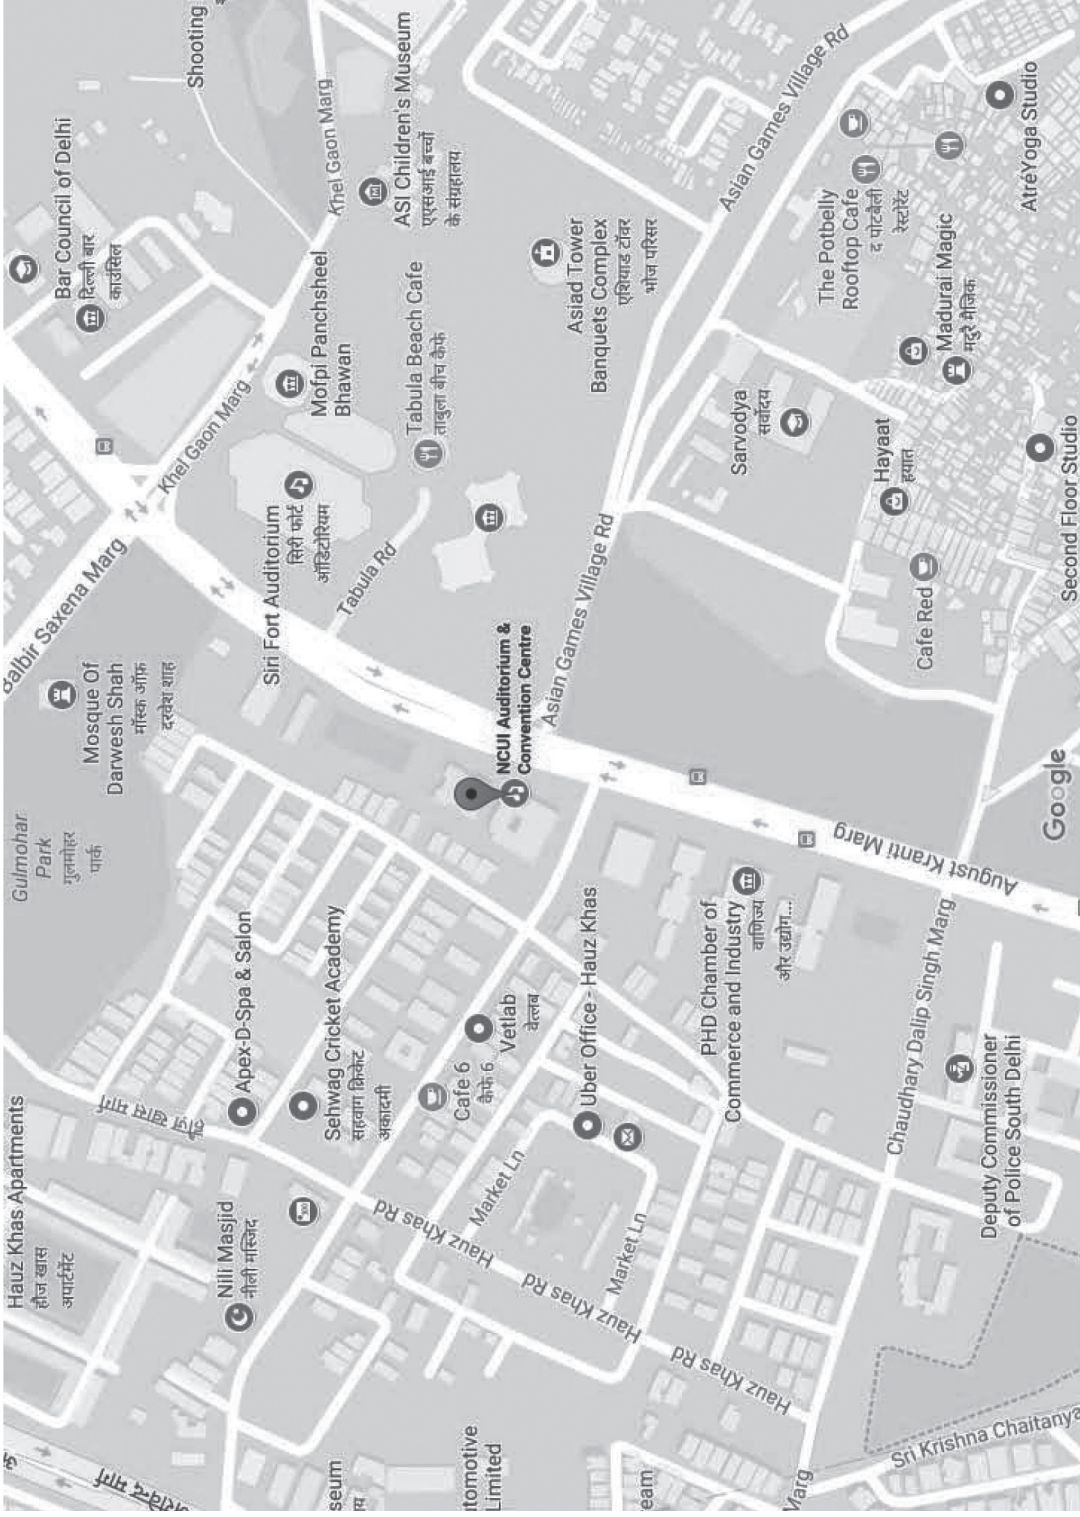 Hauz Khas Apartments
हौज खास
अपार्टमेंट
Gulmohar
Park
गुलमोहर
पार्क
Balbir Saxena Marg
Mosque Of
Darwesh Shah
मॉस्क ऑफ़
दरवेश शाह
Bar Council of Delhi
दिल्ली बार
काउंसिल
Shooting
हौज़ खास मार्ग
Nili Masjid
नीली मस्जिद
Apex-D-Spa & Salon
Sehwag Cricket Academy
सहवाग क्रिकेट
अकादमी
Siri Fort Auditorium
सिरी फोर्ट
ऑडिटोरियम
Khel Gaon Marg
Khel Gaon Marg
Mofpi Panchsheel
Bhawan
ASI Children's Museum
एएसआई बच्चों
के संग्रहालय
Tabula Rd
Tabula Beach Cafe
ताबुला बीच कैफे
seum
Hauz Khas Rd
Hauz Khas Rd
Hauz Khas Rd
Hauz Khas Rd
Cafe 6
कैफे 6
Vetlab
वेत्लब
Market Ln
Market Ln
NCUI Auditorium &
Convention Centre
Asian Games Village Rd
Asian Games Village Rd
Asiad Tower
Banquets Complex
एशियाड टॉवर
भोज परिसर
tomotive
Limited
Uber Office - Hauz Khas
eam
PHD Chamber of
Commerce and Industry
वाणिज्य
और उद्योग...
Sarvodya
सर्वोदय
The Potbelly
Rooftop Cafe
द पोटबैली
रेस्टोरेंट
Marg
Chaudhary Dalip Singh Marg
August Kranti Marg
Hayaat
हयात
Madurai Magic
मदुरै मैजिक
Cafe Red
Sri Krishna Chaitanya
Deputy Commissioner
of Police South Delhi
AtréYoga Studio
Google
Second Floor Studio